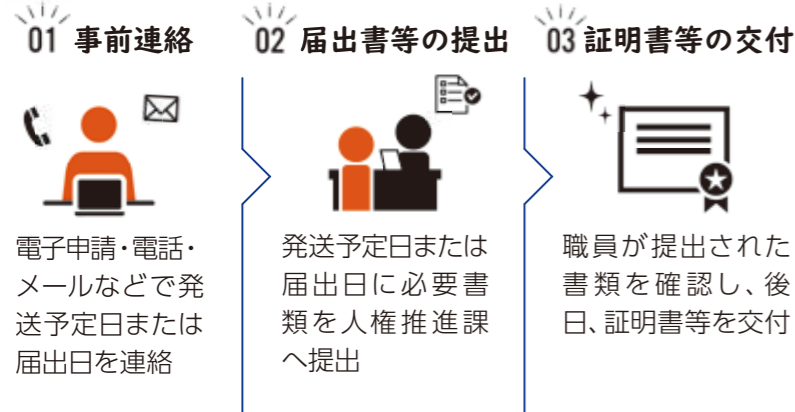 01 事前連絡
電子申請・電話・
メールなどで発
送予定日または
届出日を連絡
02 届出書等の提出
発送予定日または
届出日に必要書
類を人権推進課
へ提出
03 証明書等の交付
職員が提出された
書類を確認し、後
日、証明書等を交付